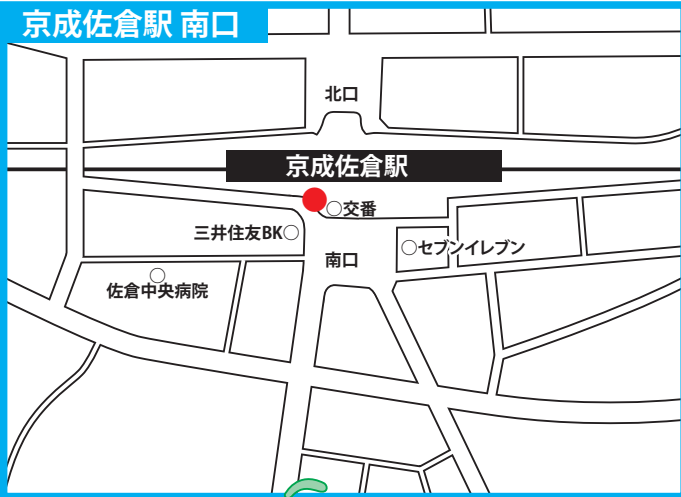 京成佐倉駅 南口
北口
京成佐倉駅
○交番
三井住友BK○
○セブンイレブン
南口
佐倉中央病院